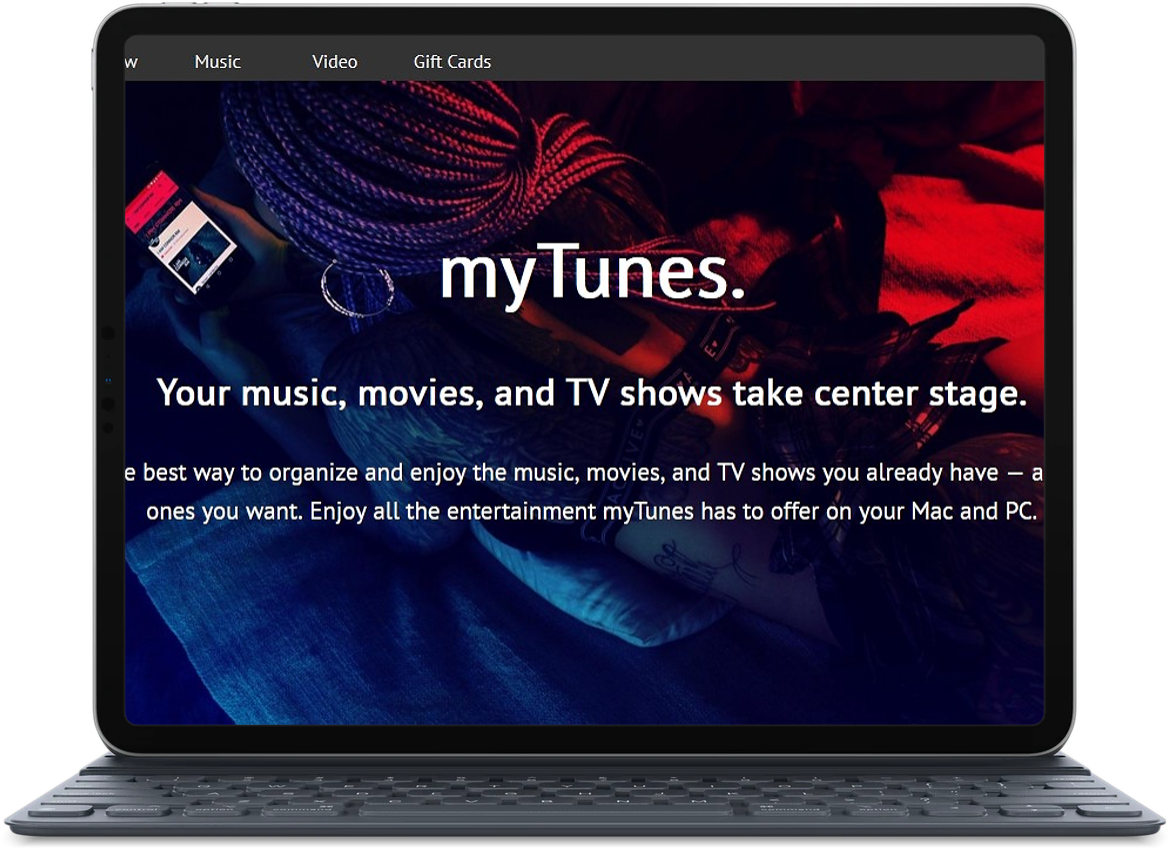 w Music Video Gift Cards
myTunes.
Your music, movies, and TV shows take center stage.
e best way to organize and enjoy the music, movies, and TV shows you already have — a
ones you want. Enjoy all the entertainment myTunes has to offer on your Mac and PC.